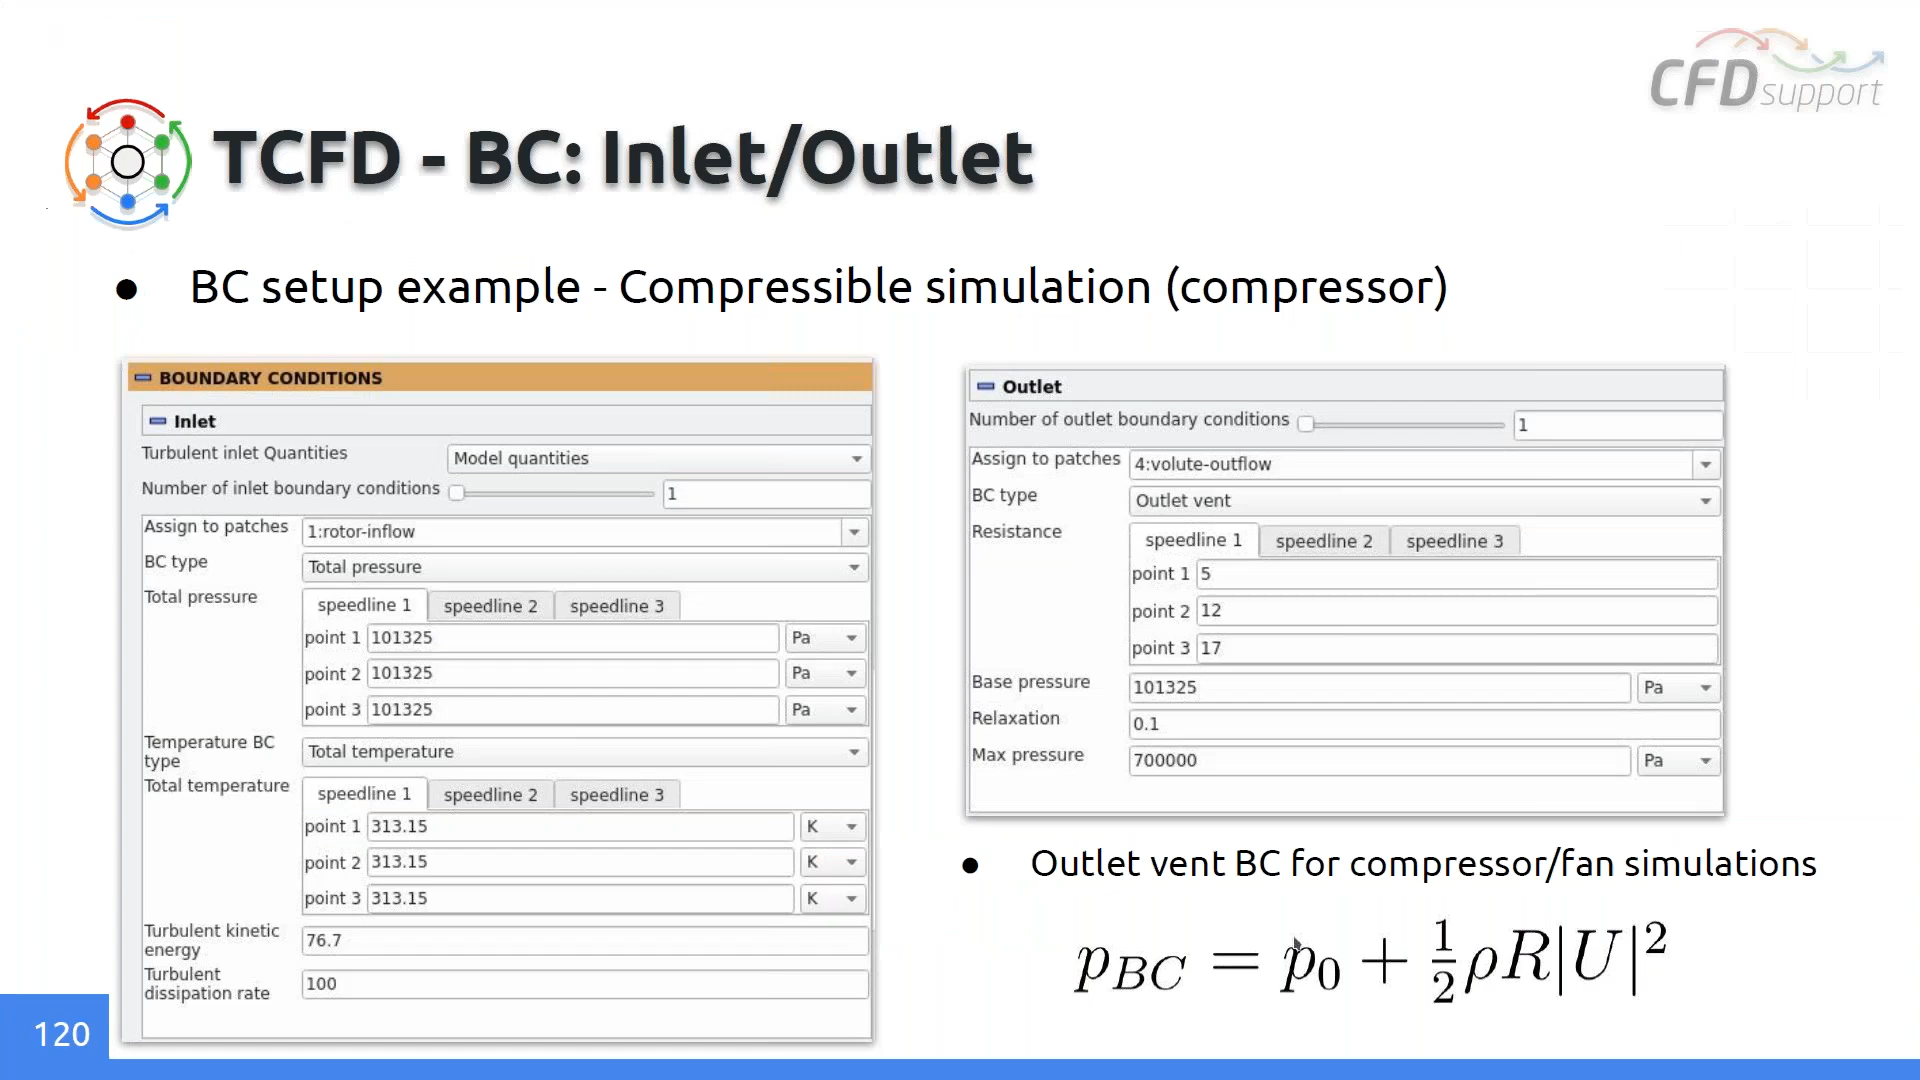 CFD support
TCFD - BC: Inlet/Outlet
● BC setup example - Compressible simulation (compressor)
BOUNDARY CONDITIONS
Inlet
Turbulent inlet Quantities Model quantities
Number of inlet boundary conditions 1
Assign to patches 1:rotor-inflow
BC type Total pressure
Total pressure speedline 1 speedline 2 speedline 3
point 1 101325 Pa
point 2 101325 Pa
point 3 101325 Pa
Temperature BC type Total temperature
Total temperature speedline 1 speedline 2 speedline 3
point 1 313.15 K
point 2 313.15 K
point 3 313.15 K
Turbulent kinetic energy 76.7
Turbulent dissipation rate 100
Outlet
Number of outlet boundary conditions 1
Assign to patches 4:volute-outflow
BC type Outlet vent
Resistance speedline 1 speedline 2 speedline 3
point 1 5
point 2 12
point 3 17
Base pressure 101325 Pa
Relaxation 0.1
Max pressure 700000 Pa
● Outlet vent BC for compressor/fan simulations
p_{BC} = p_0 + \frac{1}{2} ρR|U|^2
120